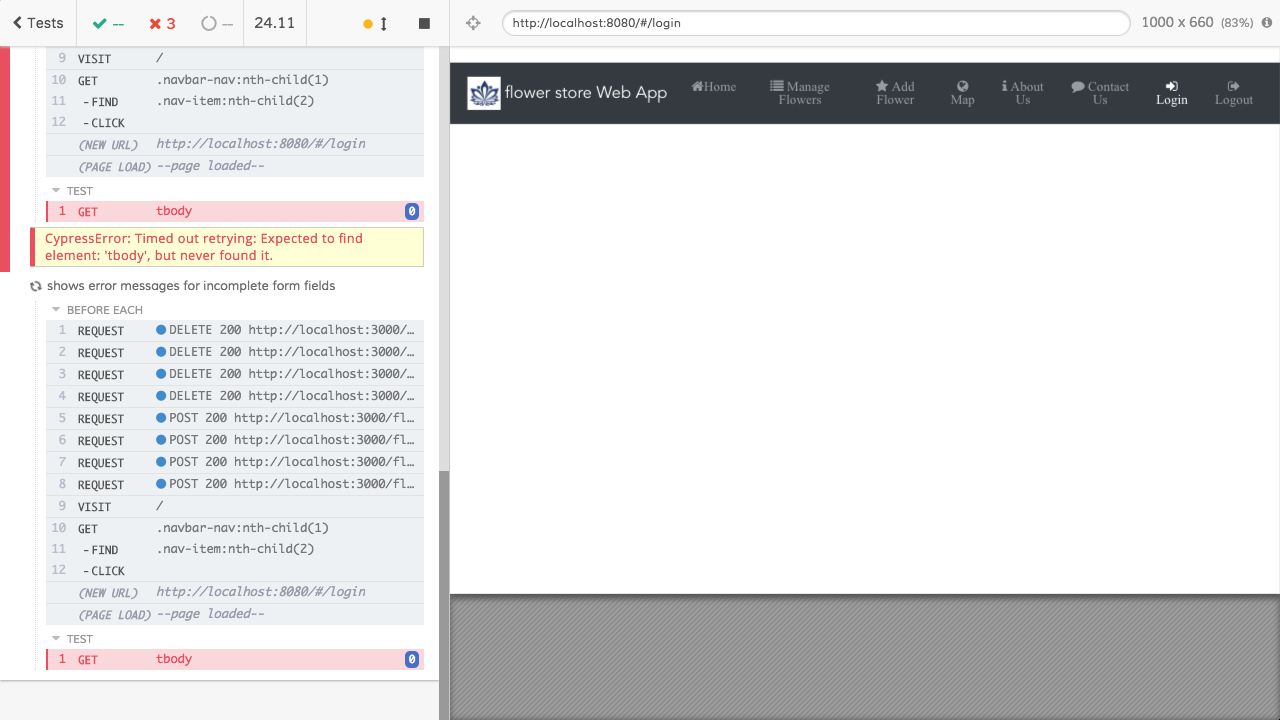 Tests -- 3 -- 24.11
http://localhost:8080/#/login 1000 x 660 (83%)
9 VISIT /
10 GET .navbar-nav:nth-child(1)
11 -FIND .nav-item:nth-child(2)
12 -CLICK
(NEW URL) http://localhost:8080/#/login
(PAGE LOAD) --page loaded--
TEST
1 GET tbody 0
CypressError: Timed out retrying: Expected to find
element: 'tbody', but never found it.
shows error messages for incomplete form fields
BEFORE EACH
1 REQUEST DELETE 200 http://localhost:3000/…
2 REQUEST DELETE 200 http://localhost:3000/…
3 REQUEST DELETE 200 http://localhost:3000/…
4 REQUEST DELETE 200 http://localhost:3000/…
5 REQUEST POST 200 http://localhost:3000/fl…
6 REQUEST POST 200 http://localhost:3000/fl…
7 REQUEST POST 200 http://localhost:3000/fl…
8 REQUEST POST 200 http://localhost:3000/fl…
9 VISIT /
10 GET .navbar-nav:nth-child(1)
11 -FIND .nav-item:nth-child(2)
12 -CLICK
(NEW URL) http://localhost:8080/#/login
(PAGE LOAD) --page loaded--
TEST
1 GET tbody 0
flower store Web App
Home
Manage
Flowers
Add
Flower
Map
About
Us
Contact
Us
Login
Logout